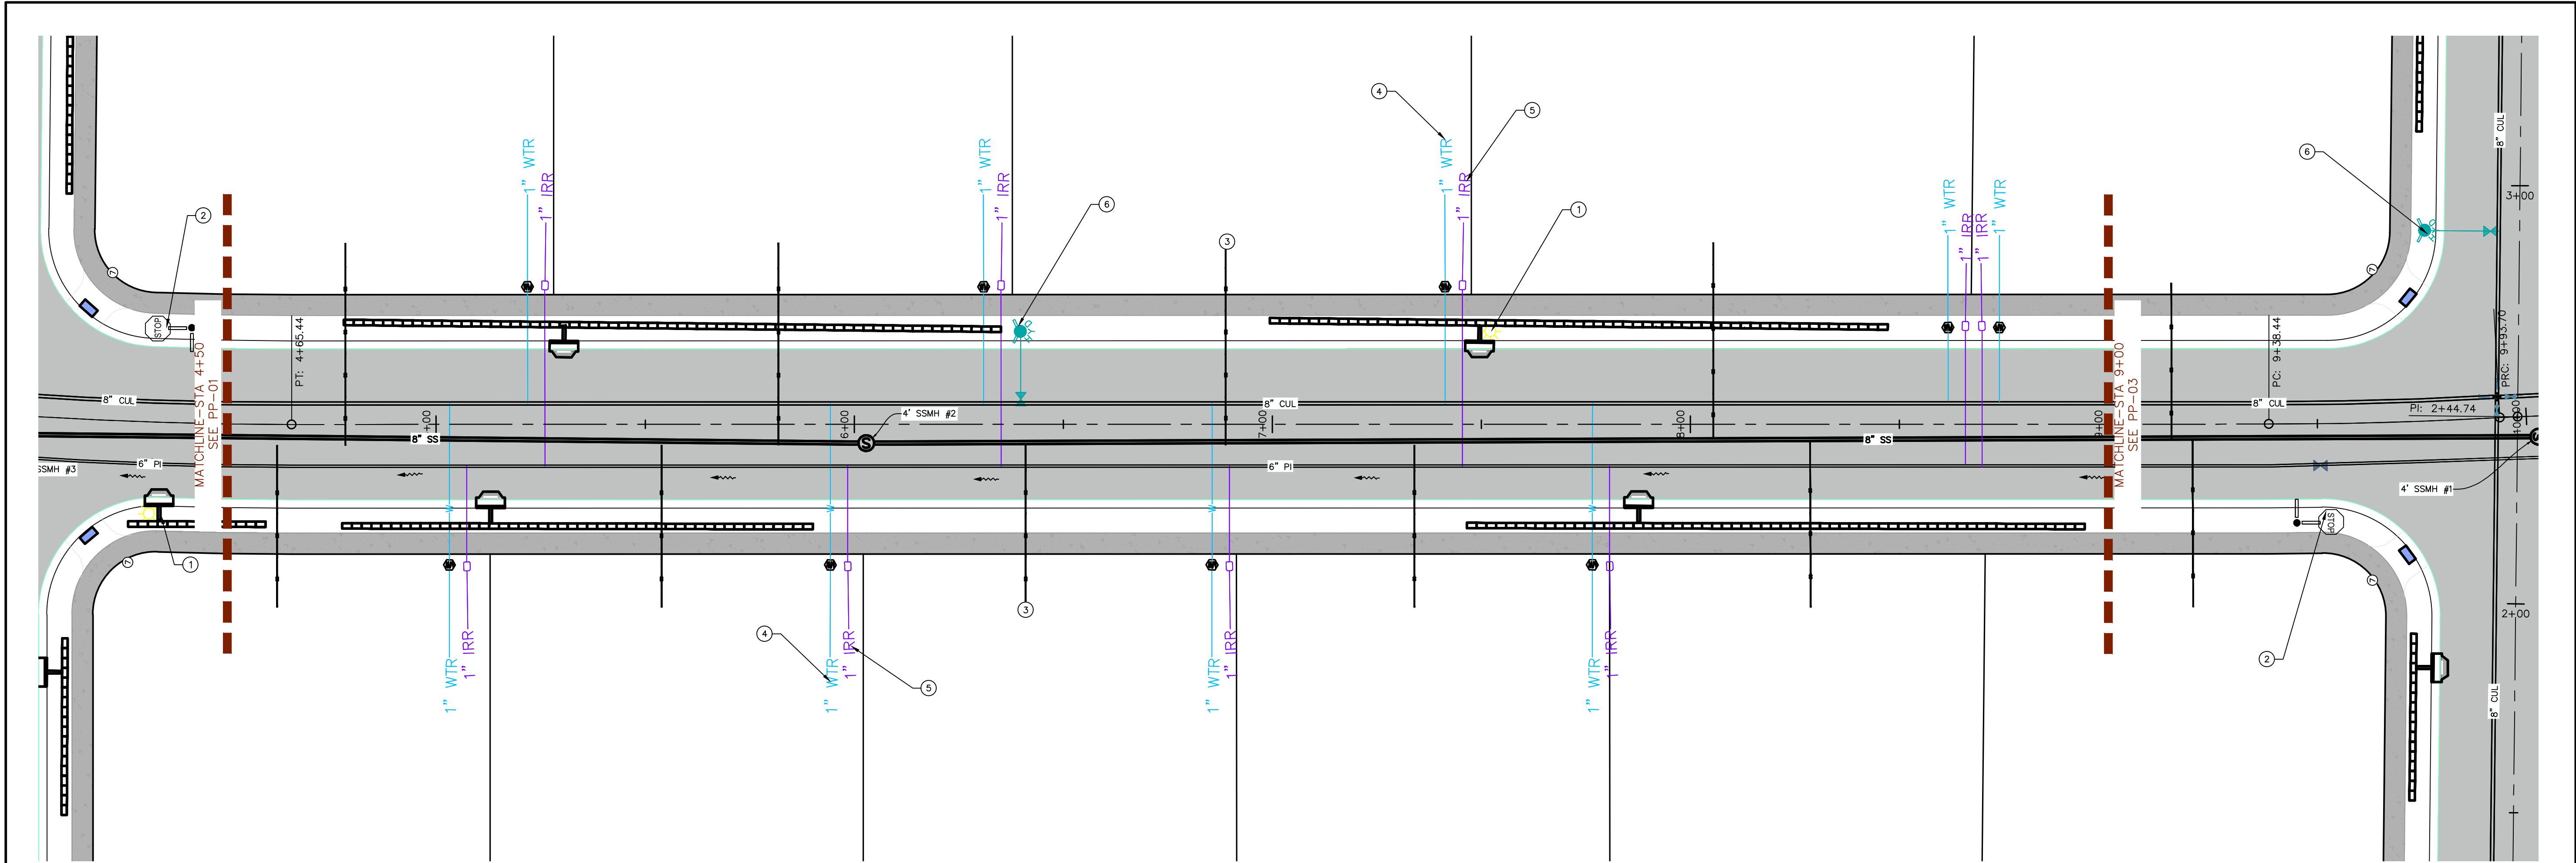 4
5
1" WTR
1" IRR
1" WTR
1" IRR
1" WTR
1" IRR
1" WTR
1" IRR
1" IRR
1" WTR
8" CUL
6
3+00
2
6
1
3
7
7
STOP
MATCHLINE-STA 4+50
SEE PP-01
PT: 4+65.44
MATCHLINE-STA 9+00
SEE PP-03
PC: 9+38.44
PRC: 9+93.70
8" CUL
8" CUL
8" CUL
+00
6+00
7+00
8+00
9+00
PI: 2+44.74
4' SSMH #2
8" SS
8" SS
SSMH #3
6" PI
6" PI
4' SSMH #1
S
W
W
W
W
STOP
7
1
7
3
2+00
4
5
2
1" WTR
1" IRR
1" WTR
1" IRR
1" WTR
1" IRR
1" WTR
1" IRR
8" CUL